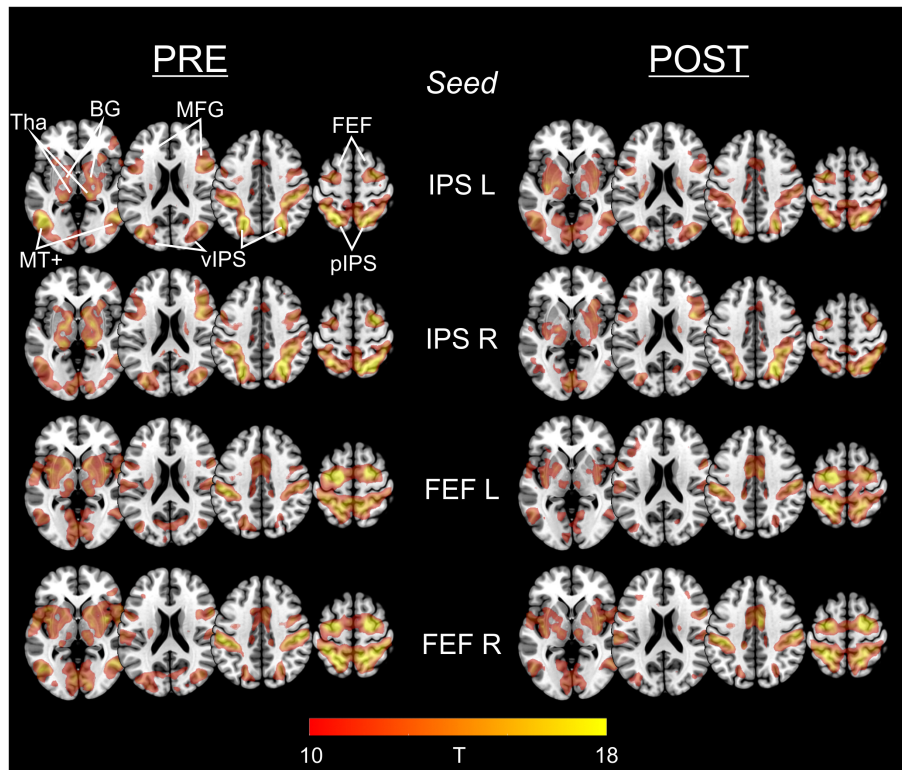 PRE
POST
Seed
Tha
BG
MFG
FEF
IPS L
MT+
vIPS
pIPS
IPS R
FEF L
FEF R
10
T
18